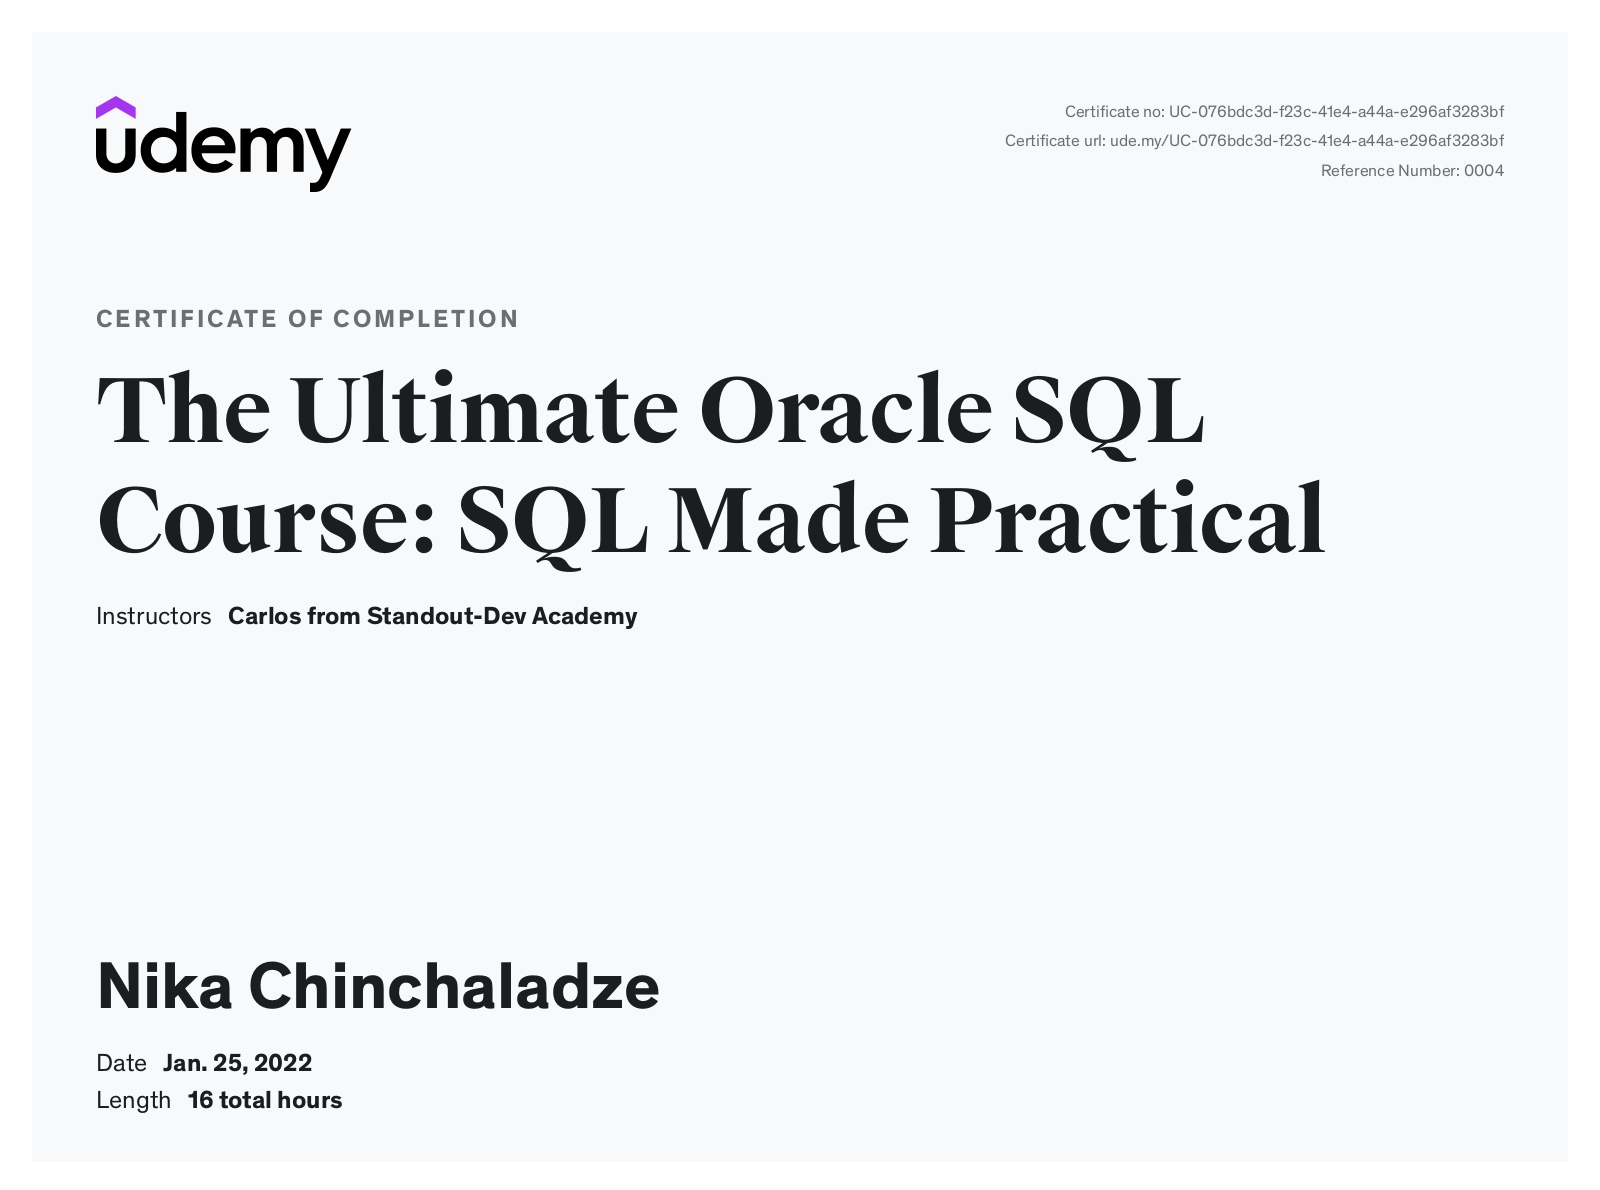 udemy
Certificate no: UC-076bdc3d-f23c-41e4-a44a-e296af3283bf
Certificate url: ude.my/UC-076bdc3d-f23c-41e4-a44a-e296af3283bf
Reference Number: 0004
CERTIFICATE OF COMPLETION
The Ultimate Oracle SQL
Course: SQL Made Practical
Instructors Carlos from Standout-Dev Academy
Nika Chinchaladze
Date Jan. 25, 2022
Length 16 total hours